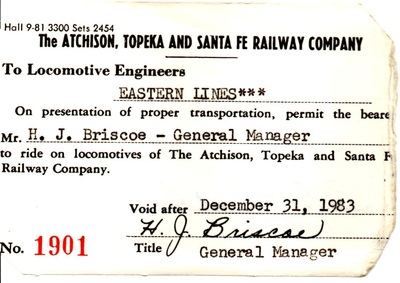 Hall 9-81 3300 Sets 2454
The ATCHISON, TOPEKA AND SANTA FE RAILWAY COMPANY
To Locomotive Engineers
EASTERN LINES***
On presentation of proper transportation, permit the beare
Mr. H. J. Briscoe - General Manager
to ride on locomotives of The Atchison, Topeka and Santa F
Railway Company.
Void after December 31, 1983
H. J. Briscoe
No. 1901 Title General Manager